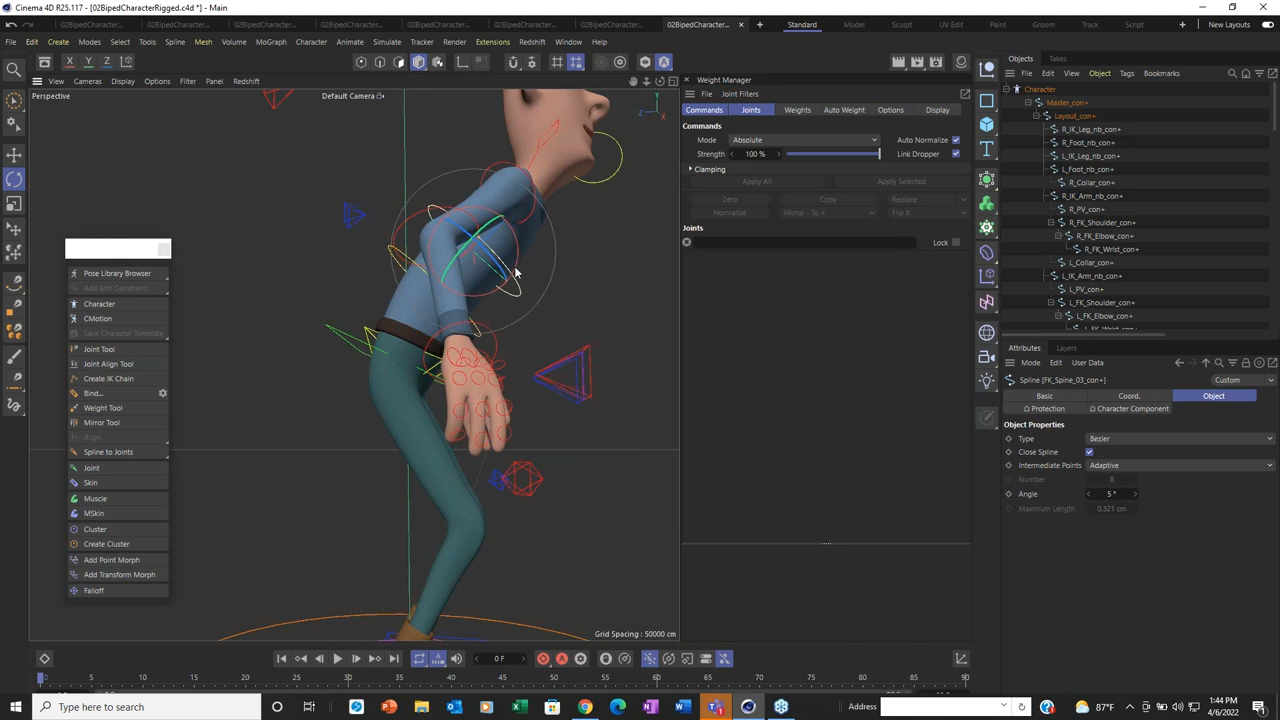 Cinema 4D R25.117 - [02BipedCharacterRigged.c4d *] - Main
02BipedCharacter...
02BipedCharacter...
02BipedCharacter...
02BipedCharacter...
02BipedCharacter...
02BipedCharacter...
Standard
Model
Sculpt
UV Edit
Paint
Groom
Track
Script
New Layouts
File Edit Create Modes Select Tools Spline Mesh Volume MoGraph Character Animate Simulate Tracker Render Extensions Redshift Window Help
X Y Z
View Cameras Display Options Filter Panel Redshift
Perspective
Default Camera
Y
Z
X
Grid Spacing : 50000 cm
Pose Library Browser
Add Aim Constraint
Character
CMotion
Save Character Template
Joint Tool
Joint Align Tool
Create IK Chain
Bind...
Weight Tool
Mirror Tool
Align
Spline to Joints
Joint
Skin
Muscle
MSkin
Cluster
Create Cluster
Add Point Morph
Add Transform Morph
Falloff
Weight Manager
File Joint Filters
Commands Joints Weights Auto Weight Options Display
Commands
Mode Absolute Auto Normalize
Strength 100 % Link Dropper
Clamping
Apply All Apply Selected
Zero Copy Replace
Normalize Mirror - To + Flip X
Joints
Lock
Objects Takes
File Edit View Object Tags Bookmarks
Character
Master_con+
Layout_con+
R_IK_Leg_nb_con+
R_Foot_nb_con+
L_IK_Leg_nb_con+
L_Foot_nb_con+
R_Collar_con+
R_IK_Arm_nb_con+
R_PV_con+
R_FK_Shoulder_con+
R_FK_Elbow_con+
R_FK_Wrist_con+
L_Collar_con+
L_IK_Arm_nb_con+
L_PV_con+
L_FK_Shoulder_con+
L_FK_Elbow_con+
L_FK_Wrist_con+
Attributes Layers
Mode Edit User Data
Spline [FK_Spine_03_con+]
Custom
Basic Coord. Object
Protection Character Component
Object Properties
Type Bezier
Close Spline
Intermediate Points Adaptive
Number 8
Angle 5 °
Maximum Length 0.321 cm
0 F
0 5 10 15 20 25 30 35 40 45 50 55 60 65 70 75 80 85 90
Type here to search
Address
87°F
1:44 PM
4/6/2022